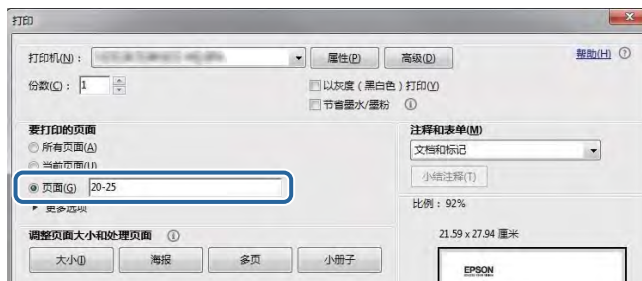 打印
打印机(N)： 属性(P) 高级(D) 帮助(H)
份数(C)： 1 以灰度（黑白色）打印(Y)
节省墨水/墨粉
要打印的页面 注释和表单(M)
所有页面(A) 文档和标记
当前页面(U)
页面(G) 20-25 小结注释(T)
更多选项 比例： 92%
调整页面大小和处理页面 21.59 x 27.94 厘米
大小(I) 海报 多页 小册子
EPSON